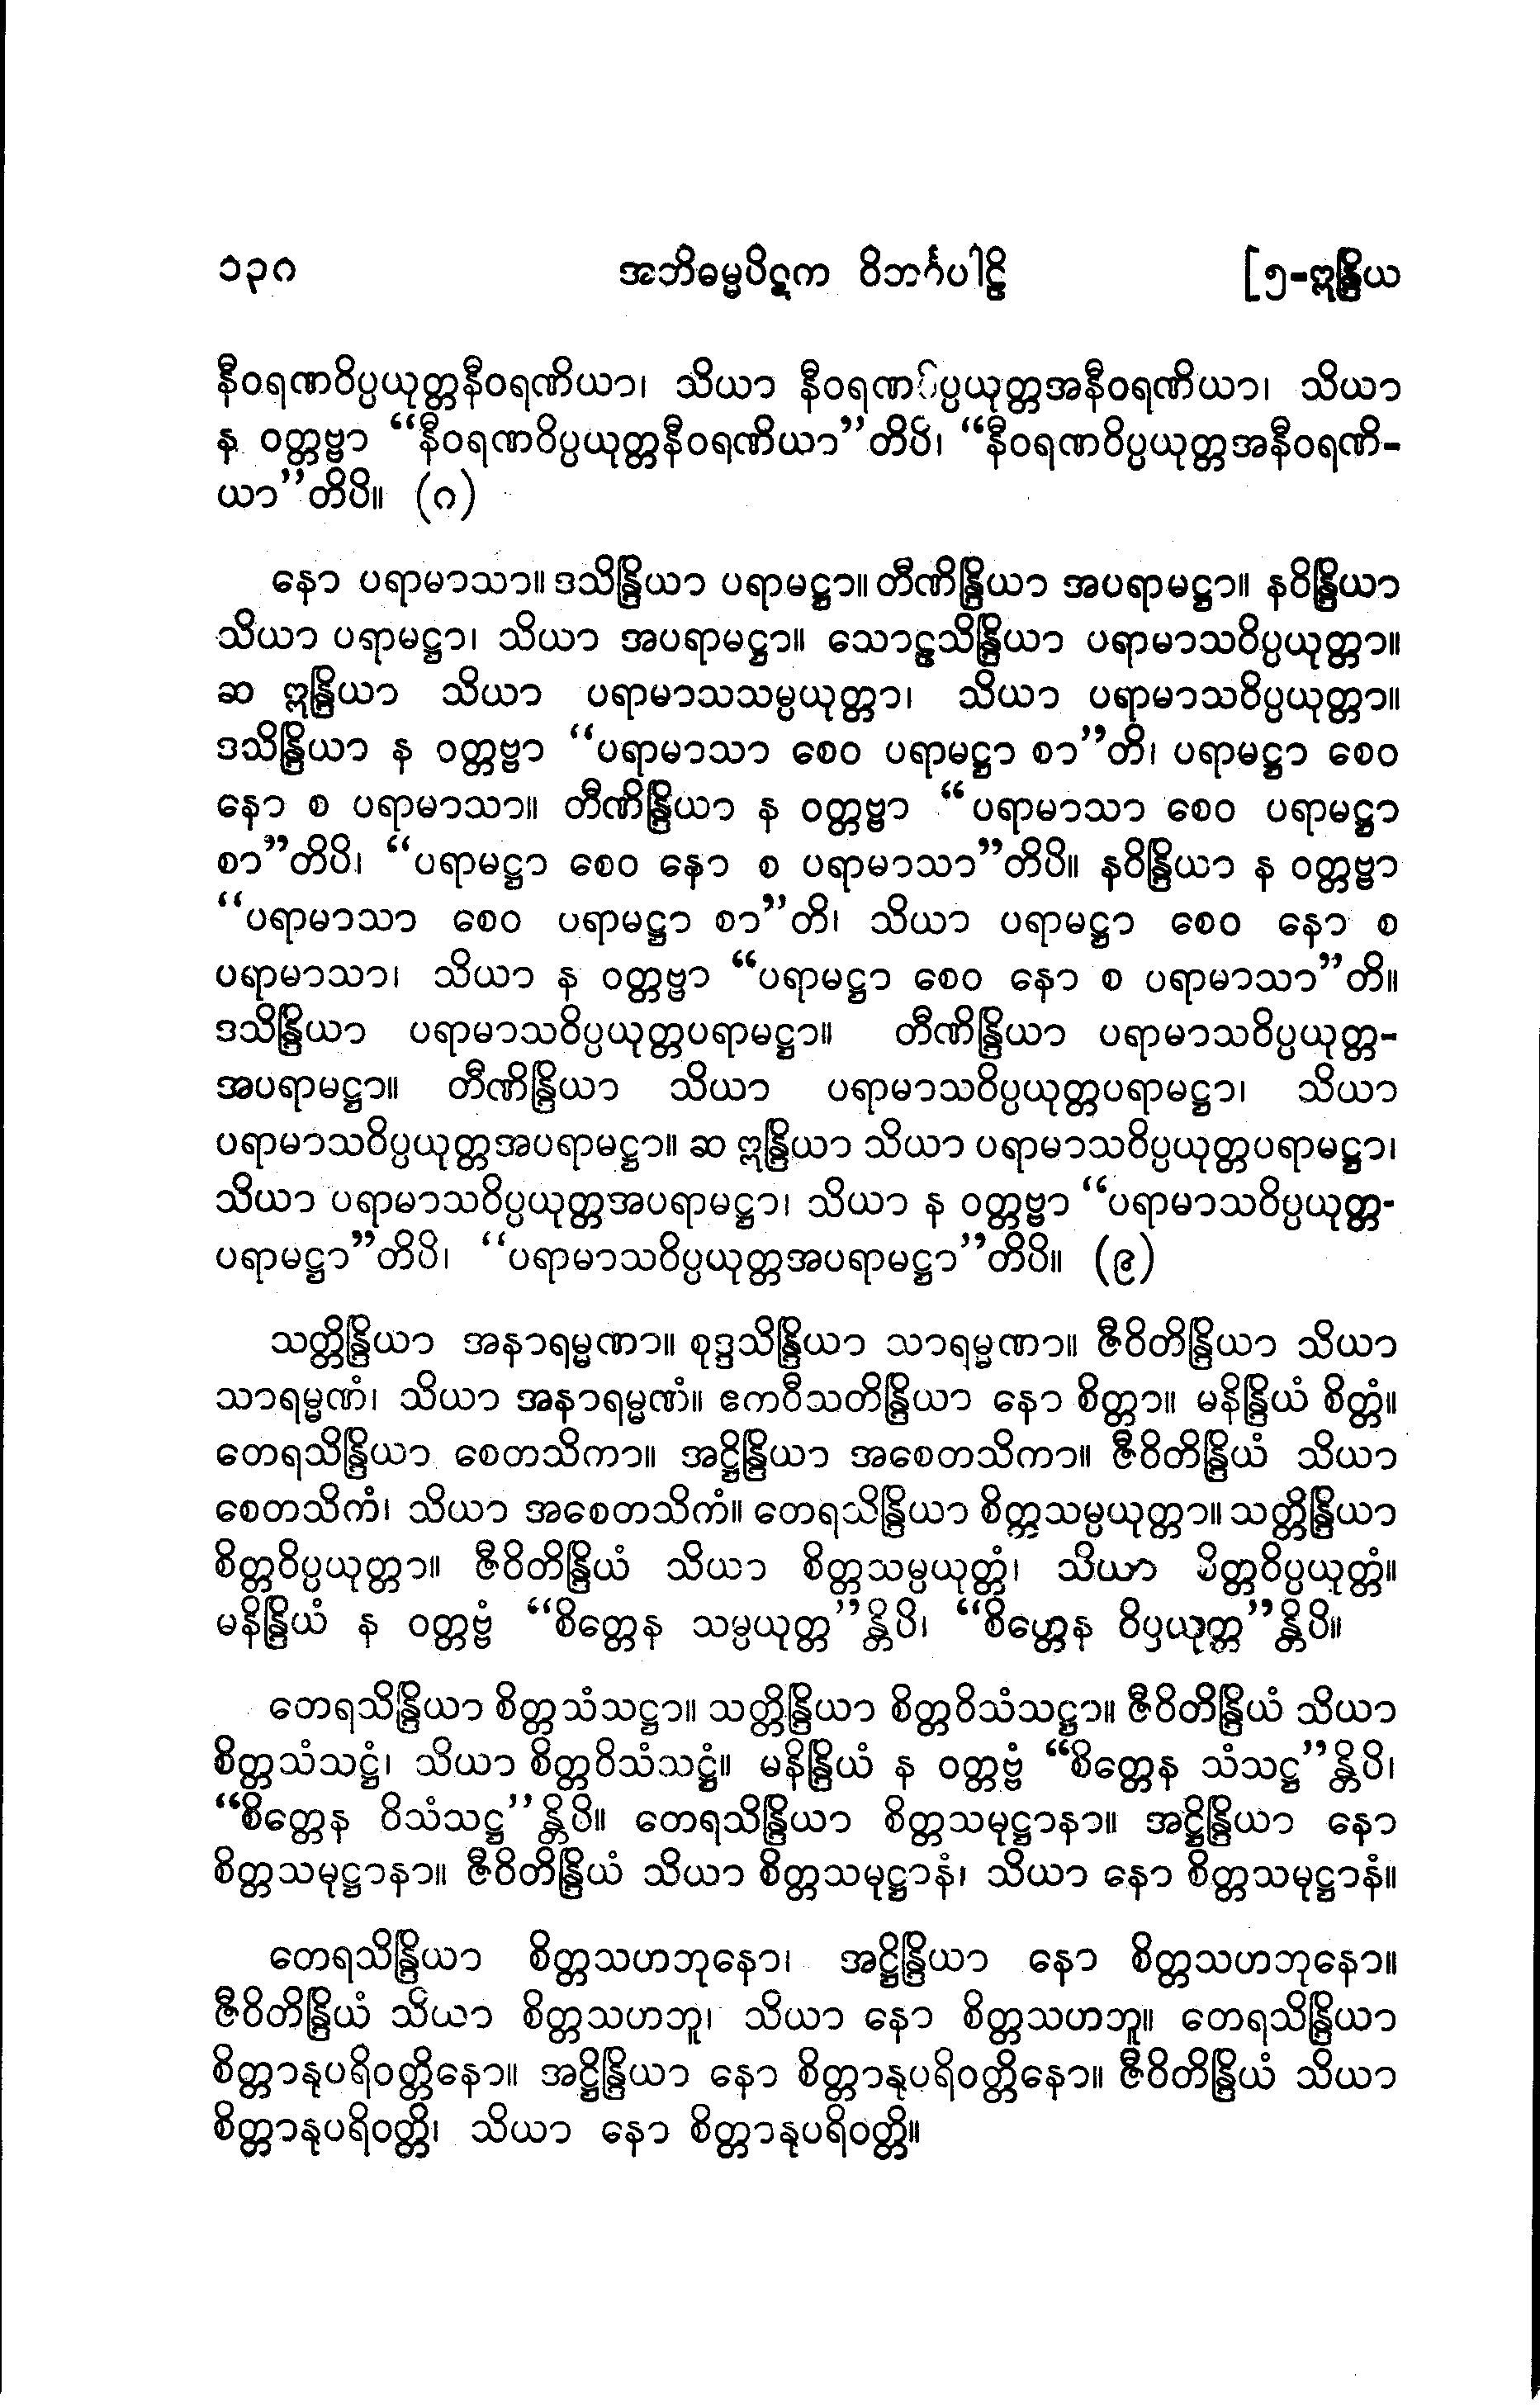 ၁၃ဂ အဘိဓမ္မပိဋက ဝိဘင်္ဂပါဠိ [၅-ဣန္ဒြိယ
နီဝရဏဝိပ္ပယုတ္တနီဝရဏိယာ၊ သိယာ နီဝရဏဝိပ္ပယုတ္တအနီဝရဏိယာ၊ သိယာ
န ဝတ္တဗ္ဗာ “နီဝရဏဝိပ္ပယုတ္တနီဝရဏိယာ”တိပိ၊ “နီဝရဏဝိပ္ပယုတ္တအနီဝရဏိ-
ယာ”တိပိ။ (ဂ)
နော ပရာမာသာ။ ဒသိန္ဒြိယာ ပရာမဋ္ဌာ။ တီဏိန္ဒြိယာ အပရာမဋ္ဌာ။ နဝိန္ဒြိယာ
သိယာ ပရာမဋ္ဌာ၊ သိယာ အပရာမဋ္ဌာ။ သောဠသိန္ဒြိယာ ပရာမာသဝိပ္ပယုတ္တာ။
ဆ ဣန္ဒြိယာ သိယာ ပရာမာသသမ္ပယုတ္တာ၊ သိယာ ပရာမာသဝိပ္ပယုတ္တာ။
ဒသိန္ဒြိယာ န ဝတ္တဗ္ဗာ “ပရာမာသာ စေဝ ပရာမဋ္ဌာ စာ”တိ၊ ပရာမဋ္ဌာ စေဝ
နော စ ပရာမာသာ။ တီဏိန္ဒြိယာ န ဝတ္တဗ္ဗာ “ပရာမာသာ စေဝ ပရာမဋ္ဌာ
စာ”တိပိ၊ “ပရာမဋ္ဌာ စေဝ နော စ ပရာမာသာ”တိပိ။ နဝိန္ဒြိယာ န ဝတ္တဗ္ဗာ
“ပရာမာသာ စေဝ ပရာမဋ္ဌာ စာ”တိ၊ သိယာ ပရာမဋ္ဌာ စေဝ နော စ
ပရာမာသာ၊ သိယာ န ဝတ္တဗ္ဗာ “ပရာမဋ္ဌာ စေဝ နော စ ပရာမာသာ”တိ။
ဒသိန္ဒြိယာ ပရာမာသဝိပ္ပယုတ္တပရာမဋ္ဌာ။ တီဏိန္ဒြိယာ ပရာမာသဝိပ္ပယုတ္တ-
အပရာမဋ္ဌာ။ တီဏိန္ဒြိယာ သိယာ ပရာမာသဝိပ္ပယုတ္တပရာမဋ္ဌာ၊ သိယာ
ပရာမာသဝိပ္ပယုတ္တအပရာမဋ္ဌာ။ ဆ ဣန္ဒြိယာ သိယာ ပရာမာသဝိပ္ပယုတ္တပရာမဋ္ဌာ၊
သိယာ ပရာမာသဝိပ္ပယုတ္တအပရာမဋ္ဌာ၊ သိယာ န ဝတ္တဗ္ဗာ “ပရာမာသဝိပ္ပယုတ္တ-
ပရာမဋ္ဌာ”တိပိ၊ “ပရာမာသဝိပ္ပယုတ္တအပရာမဋ္ဌာ”တိပိ။ (၉)
သတ္တိန္ဒြိယာ အနာရမ္မဏာ။ စုဒ္ဒသိန္ဒြိယာ သာရမ္မဏာ။ ဇီဝိတိန္ဒြိယာ သိယာ
သာရမ္မဏံ၊ သိယာ အနာရမ္မဏံ။ ဧကဝီသတိန္ဒြိယာ နော စိတ္တာ။ မနိန္ဒြိယံ စိတ္တံ။
တေရသိန္ဒြိယာ စေတသိကာ။ အဋ္ဌိန္ဒြိယာ အစေတသိကာ။ ဇီဝိတိန္ဒြိယံ သိယာ
စေတသိကံ၊ သိယာ အစေတသိကံ။ တေရသိန္ဒြိယာ စိတ္တသမ္ပယုတ္တာ။ သတ္တိန္ဒြိယာ
စိတ္တဝိပ္ပယုတ္တာ။ ဇီဝိတိန္ဒြိယံ သိယာ စိတ္တသမ္ပယုတ္တံ၊ သိယာ စိတ္တဝိပ္ပယုတ္တံ။
မနိန္ဒြိယံ န ဝတ္တဗ္ဗံ “စိတ္တေန သမ္ပယုတ္တ”န္တိပိ၊ “စိတ္တေန ဝိပ္ပယုတ္တ”န္တိပိ။
တေရသိန္ဒြိယာ စိတ္တသံသဋ္ဌာ။ သတ္တိန္ဒြိယာ စိတ္တဝိသံသဋ္ဌာ။ ဇီဝိတိန္ဒြိယံ သိယာ
စိတ္တသံသဋ္ဌံ၊ သိယာ စိတ္တဝိသံသဋ္ဌံ။ မနိန္ဒြိယံ န ဝတ္တဗ္ဗံ “စိတ္တေန သံသဋ္ဌ”န္တိပိ၊
“စိတ္တေန ဝိသံသဋ္ဌ”န္တိပိ။ တေရသိန္ဒြိယာ စိတ္တသမုဋ္ဌာနာ။ အဋ္ဌိန္ဒြိယာ နော
စိတ္တသမုဋ္ဌာနာ။ ဇီဝိတိန္ဒြိယံ သိယာ စိတ္တသမုဋ္ဌာနံ၊ သိယာ နော စိတ္တသမုဋ္ဌာနံ။
တေရသိန္ဒြိယာ စိတ္တသဟဘုနော၊ အဋ္ဌိန္ဒြိယာ နော စိတ္တသဟဘုနော။
ဇီဝိတိန္ဒြိယံ သိယာ စိတ္တသဟဘူ၊ သိယာ နော စိတ္တသဟဘူ။ တေရသိန္ဒြိယာ
စိတ္တာနုပရိဝတ္တိနော။ အဋ္ဌိန္ဒြိယာ နော စိတ္တာနုပရိဝတ္တိနော။ ဇီဝိတိန္ဒြိယံ သိယာ
စိတ္တာနုပရိဝတ္တိ၊ သိယာ နော စိတ္တာနုပရိဝတ္တိ။